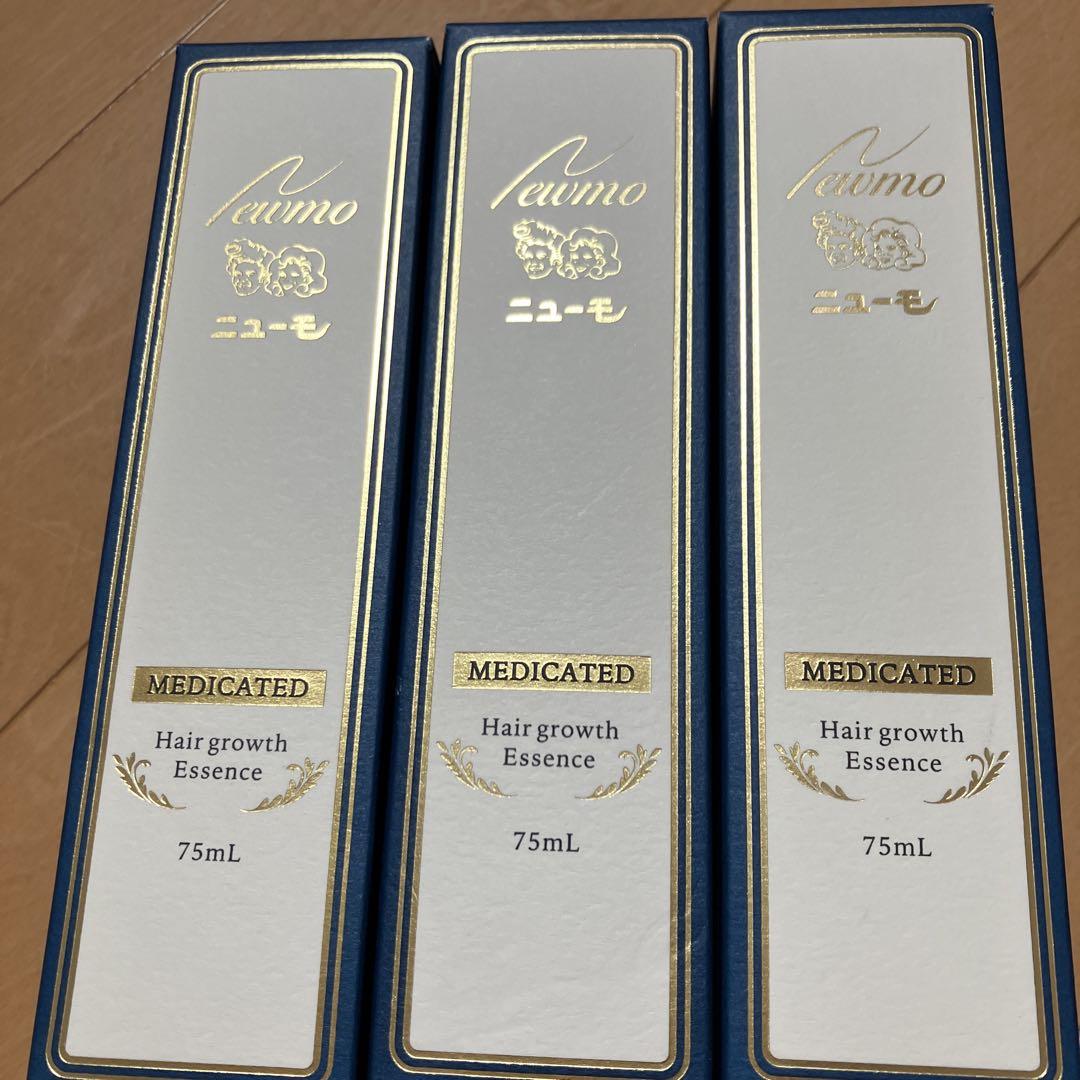 Newmo
ニューモ
MEDICATED
Hair growth
Essence
75mL
Newmo
ニューモ
MEDICATED
Hair growth
Essence
75mL
Newmo
ニューモ
MEDICATED
Hair growth
Essence
75mL